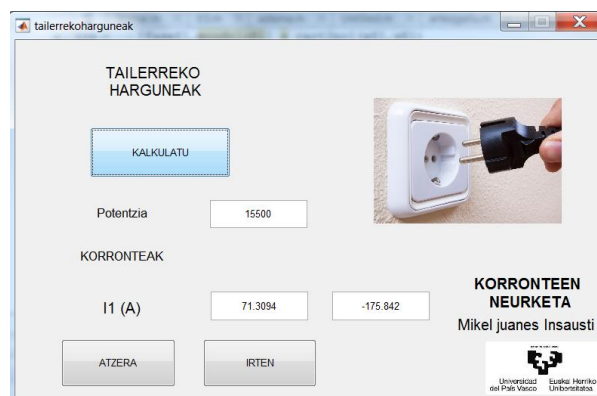 tailerrekoharguneak
TAILERREKO
HARGUNEAK
KALKULATU
Potentzia
15500
KORRONTEAK
I1 (A)
71.3094
-175.842
ATZERA
IRTEN
KORRONTEEN
NEURKETA
Mikel juanes Insausti
Universidad
del País Vasco
Euskal Herriko
Unibertsitatea